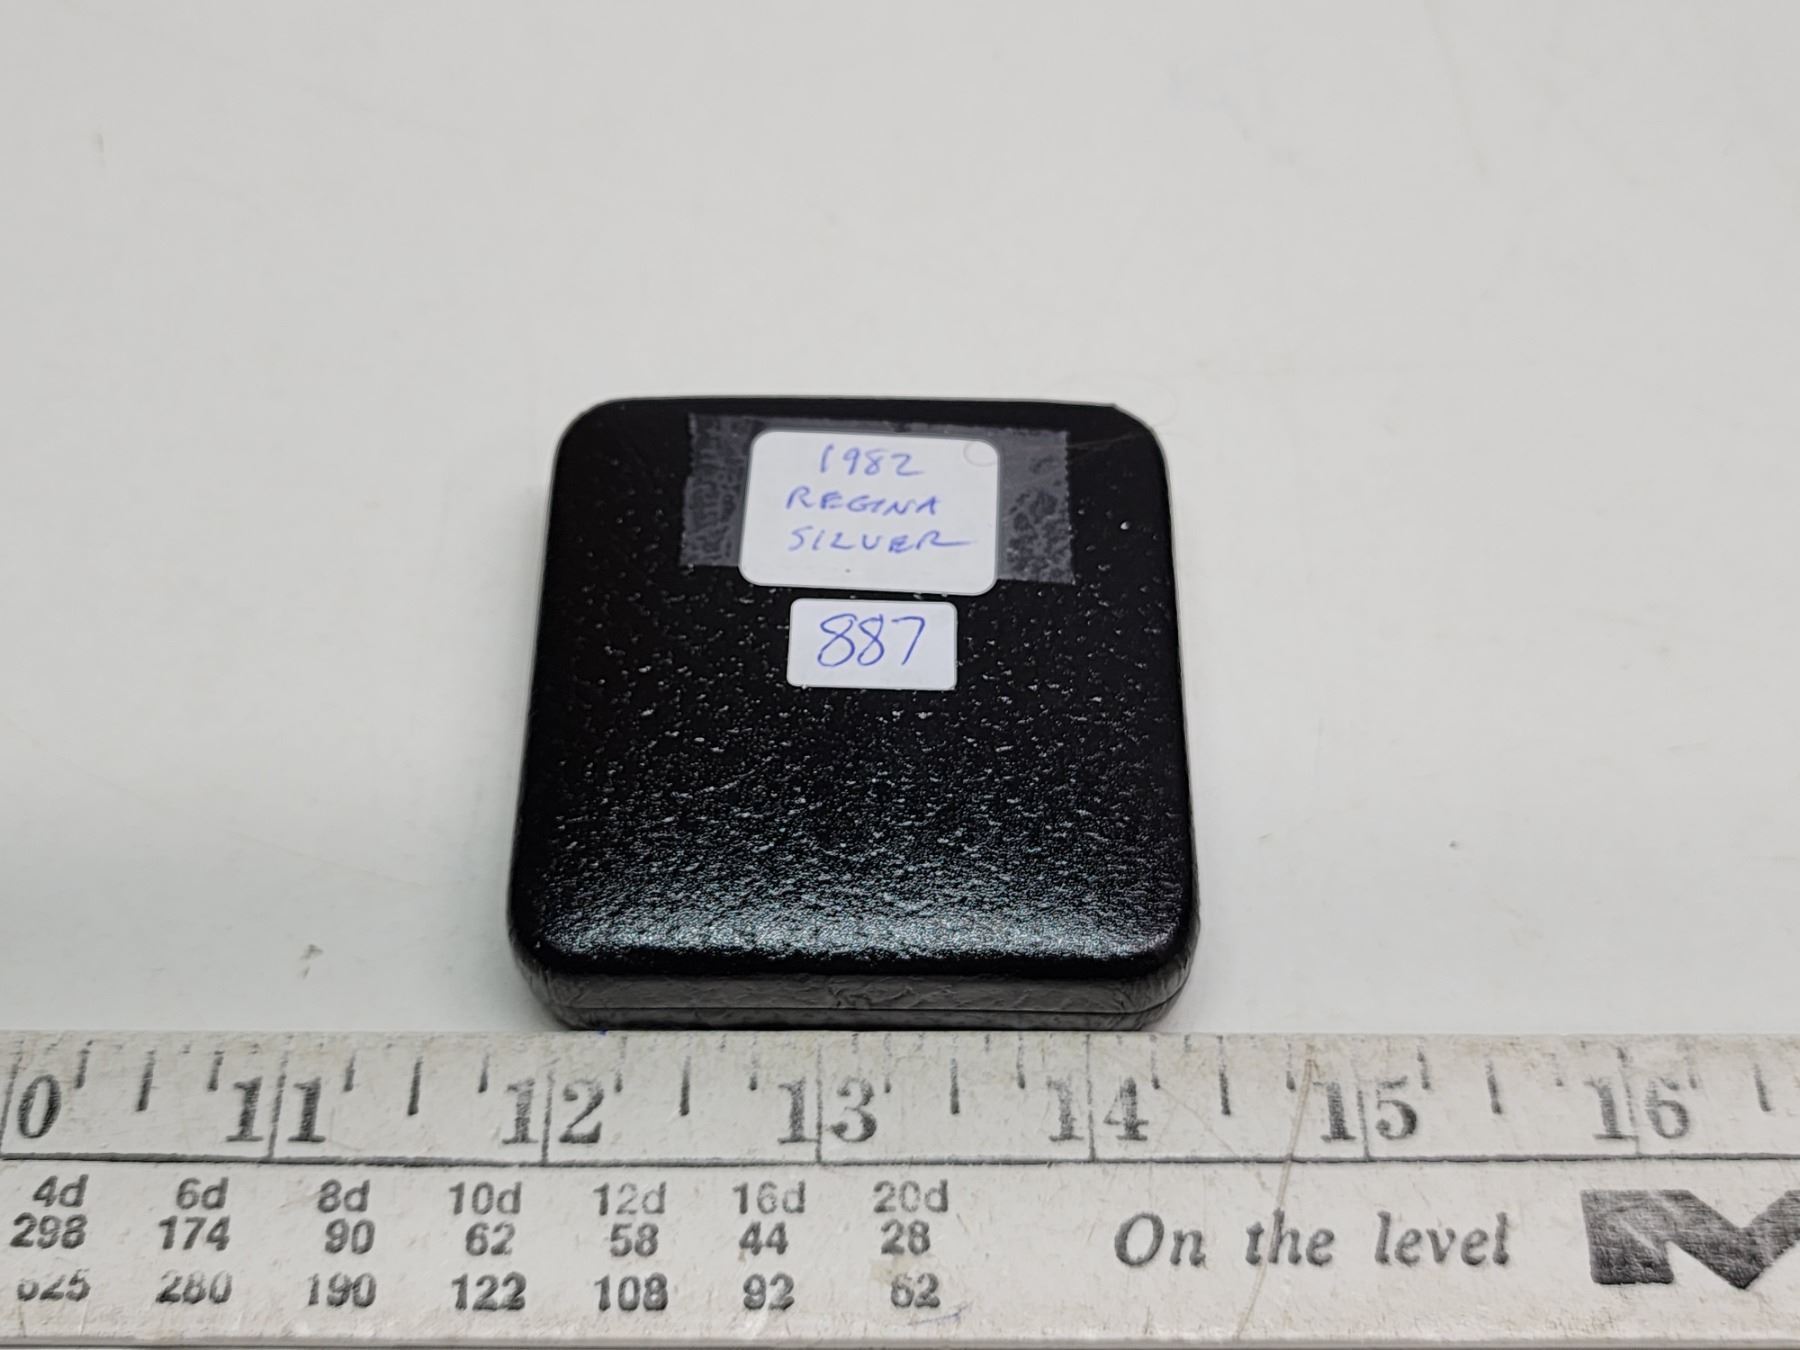 1982
REGINA
SILVER
887
0 11 12 13 14 15 16
4d 6d 8d 10d 12d 16d 20d
298 174 90 62 58 44 28
625 280 190 122 108 92 62
On the level